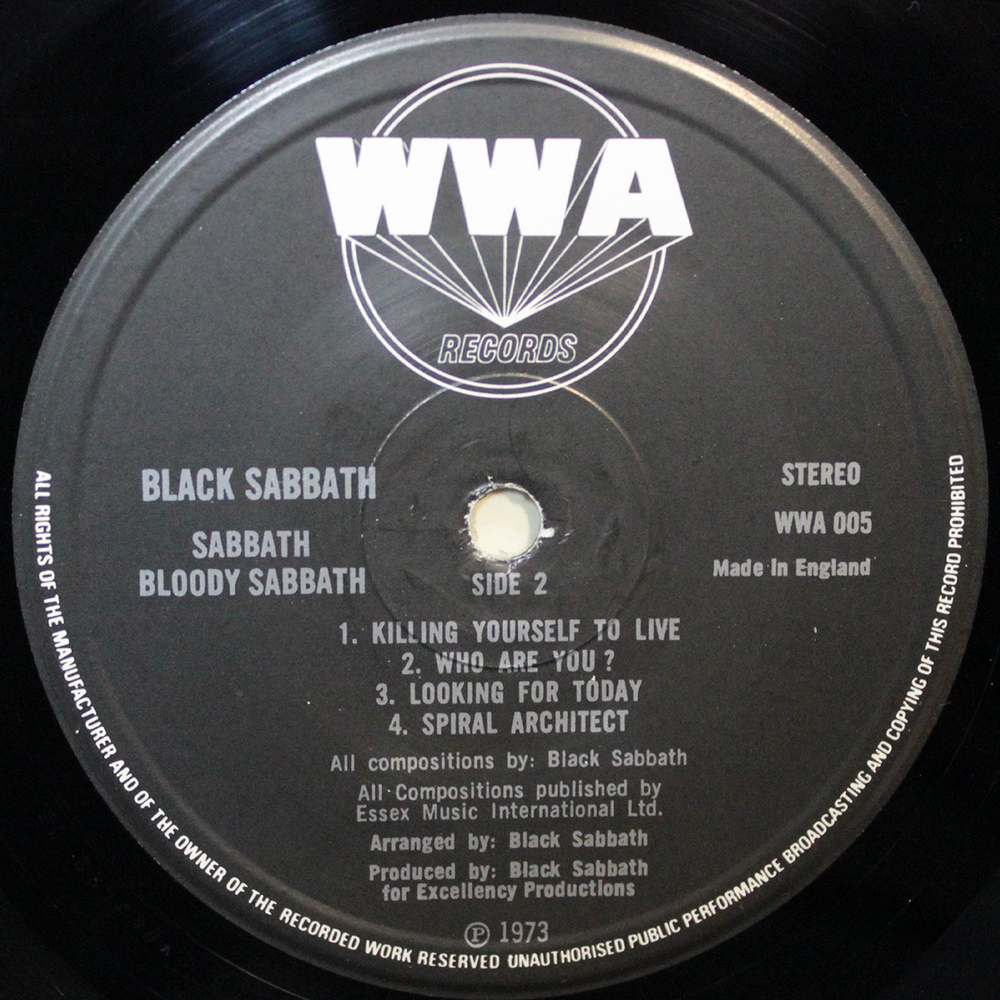 WWA
RECORDS
BLACK SABBATH
SABBATH
BLOODY SABBATH
STEREO
WWA 005
Made In England
SIDE 2
1. KILLING YOURSELF TO LIVE
2. WHO ARE YOU?
3. LOOKING FOR TODAY
4. SPIRAL ARCHITECT
All compositions by: Black Sabbath
All Compositions published by
Essex Music International Ltd.
Arranged by: Black Sabbath
Produced by: Black Sabbath
for Excellency Productions
℗ 1973
ALL RIGHTS OF THE MANUFACTURER AND OF THE OWNER OF THE RECORDED WORK RESERVED UNAUTHORISED PUBLIC PERFORMANCE BROADCASTING AND COPYING OF THIS RECORD PROHIBITED